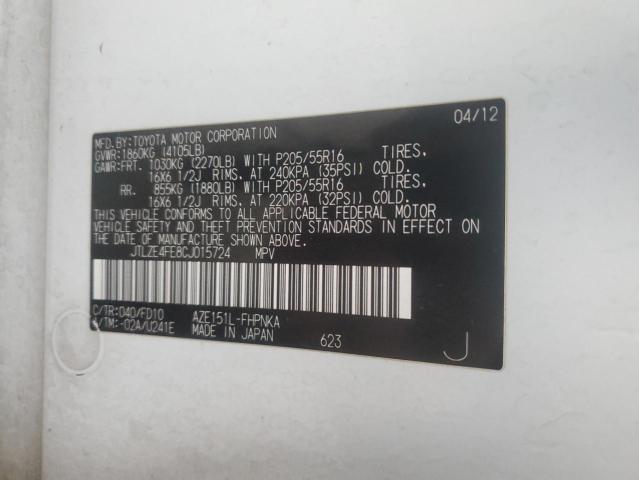 04/12
MFD. BY: TOYOTA MOTOR CORPORATION
GVWR: 1860KG (4105LB)
GAWR: FRT. 1030KG (2270LB) WITH P205/55R16 TIRES,
16X6 1/2J RIMS, AT 240KPA (35PSI) COLD.
RR. 855KG (1880LB) WITH P205/55R16 TIRES,
16X6 1/2J RIMS, AT 220KPA (32PSI) COLD.
THIS VEHICLE CONFORMS TO ALL APPLICABLE FEDERAL MOTOR
VEHICLE SAFETY AND THEFT PREVENTION STANDARDS IN EFFECT
ON THE DATE OF MANUFACTURE SHOWN ABOVE.
JTLZE4FE8CJ015724 MPV
C/TR: 040/FD10 AZE151L-FHPNKA
A/TM: -02A/U241E MADE IN JAPAN 623 J